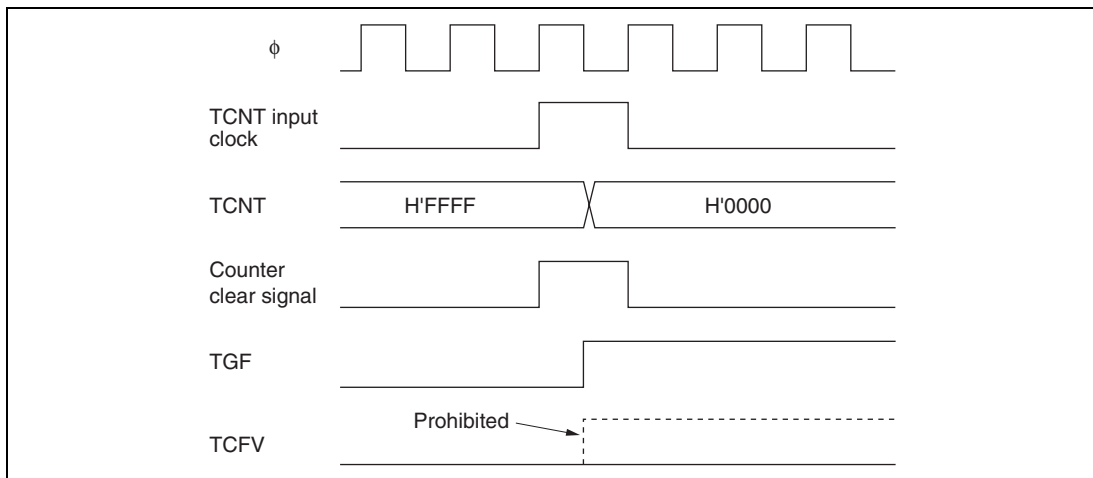 ϕ
TCNT input
clock
TCNT
H'FFFF
H'0000
Counter
clear signal
TGF
Prohibited
TCFV